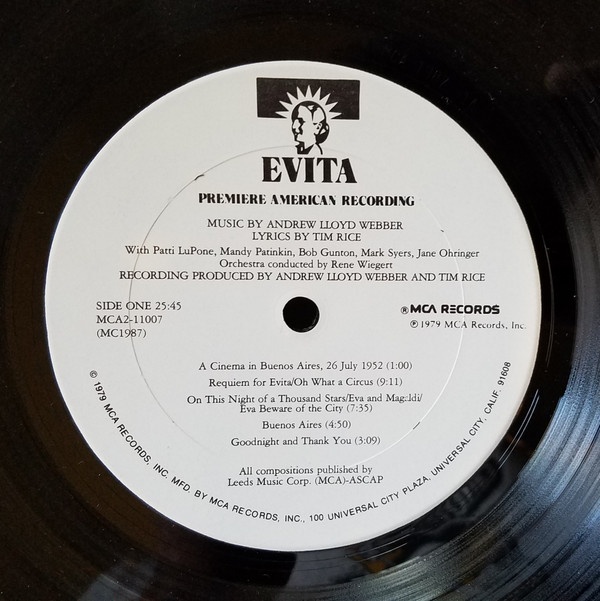 EVITA
PREMIERE AMERICAN RECORDING
MUSIC BY ANDREW LLOYD WEBBER
LYRICS BY TIM RICE
With Patti LuPone, Mandy Patinkin, Bob Gunton, Mark Syers, Jane Ohringer
Orchestra conducted by Rene Wiegert
RECORDING PRODUCED BY ANDREW LLOYD WEBBER AND TIM RICE
SIDE ONE 25:45
MCA2-11007
(MC1987)
®MCA RECORDS
℗ 1979 MCA Records, Inc.
A Cinema in Buenos Aires, 26 July 1952 (1:00)
Requiem for Evita/Oh What a Circus (9:11)
On This Night of a Thousand Stars/Eva and Magaldi/
Eva Beware of the City (7:35)
Buenos Aires (4:50)
Goodnight and Thank You (3:09)
All compositions published by
Leeds Music Corp. (MCA)-ASCAP
© 1979 MCA RECORDS, INC. MFD. BY MCA RECORDS, INC., 100 UNIVERSAL CITY PLAZA, UNIVERSAL CITY, CALIF. 91608